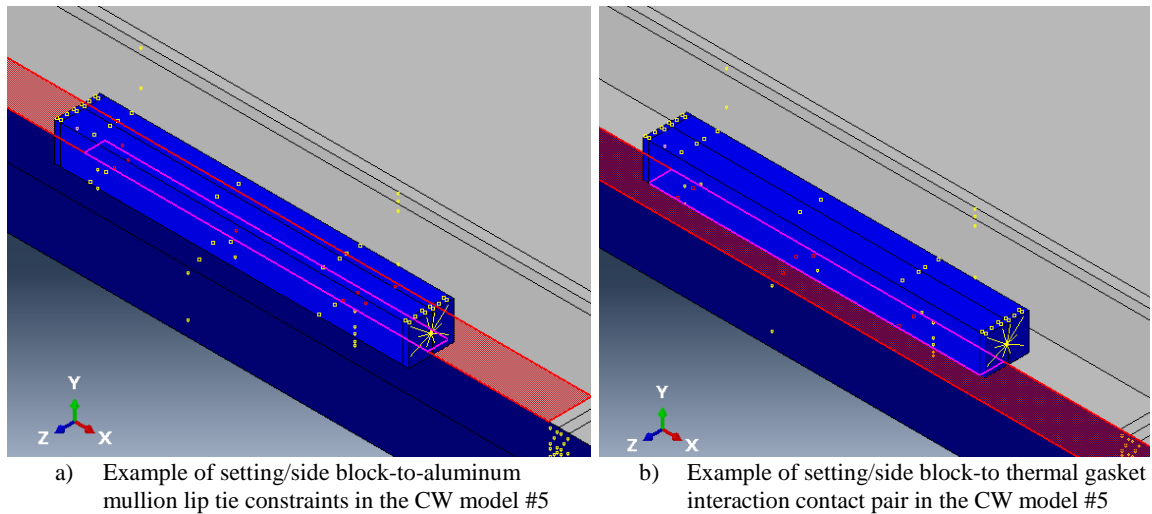 Y
Z
X
Y
Z
X
a) Example of setting/side block-to-aluminum
mullion lip tie constraints in the CW model #5
b) Example of setting/side block-to thermal gasket
interaction contact pair in the CW model #5